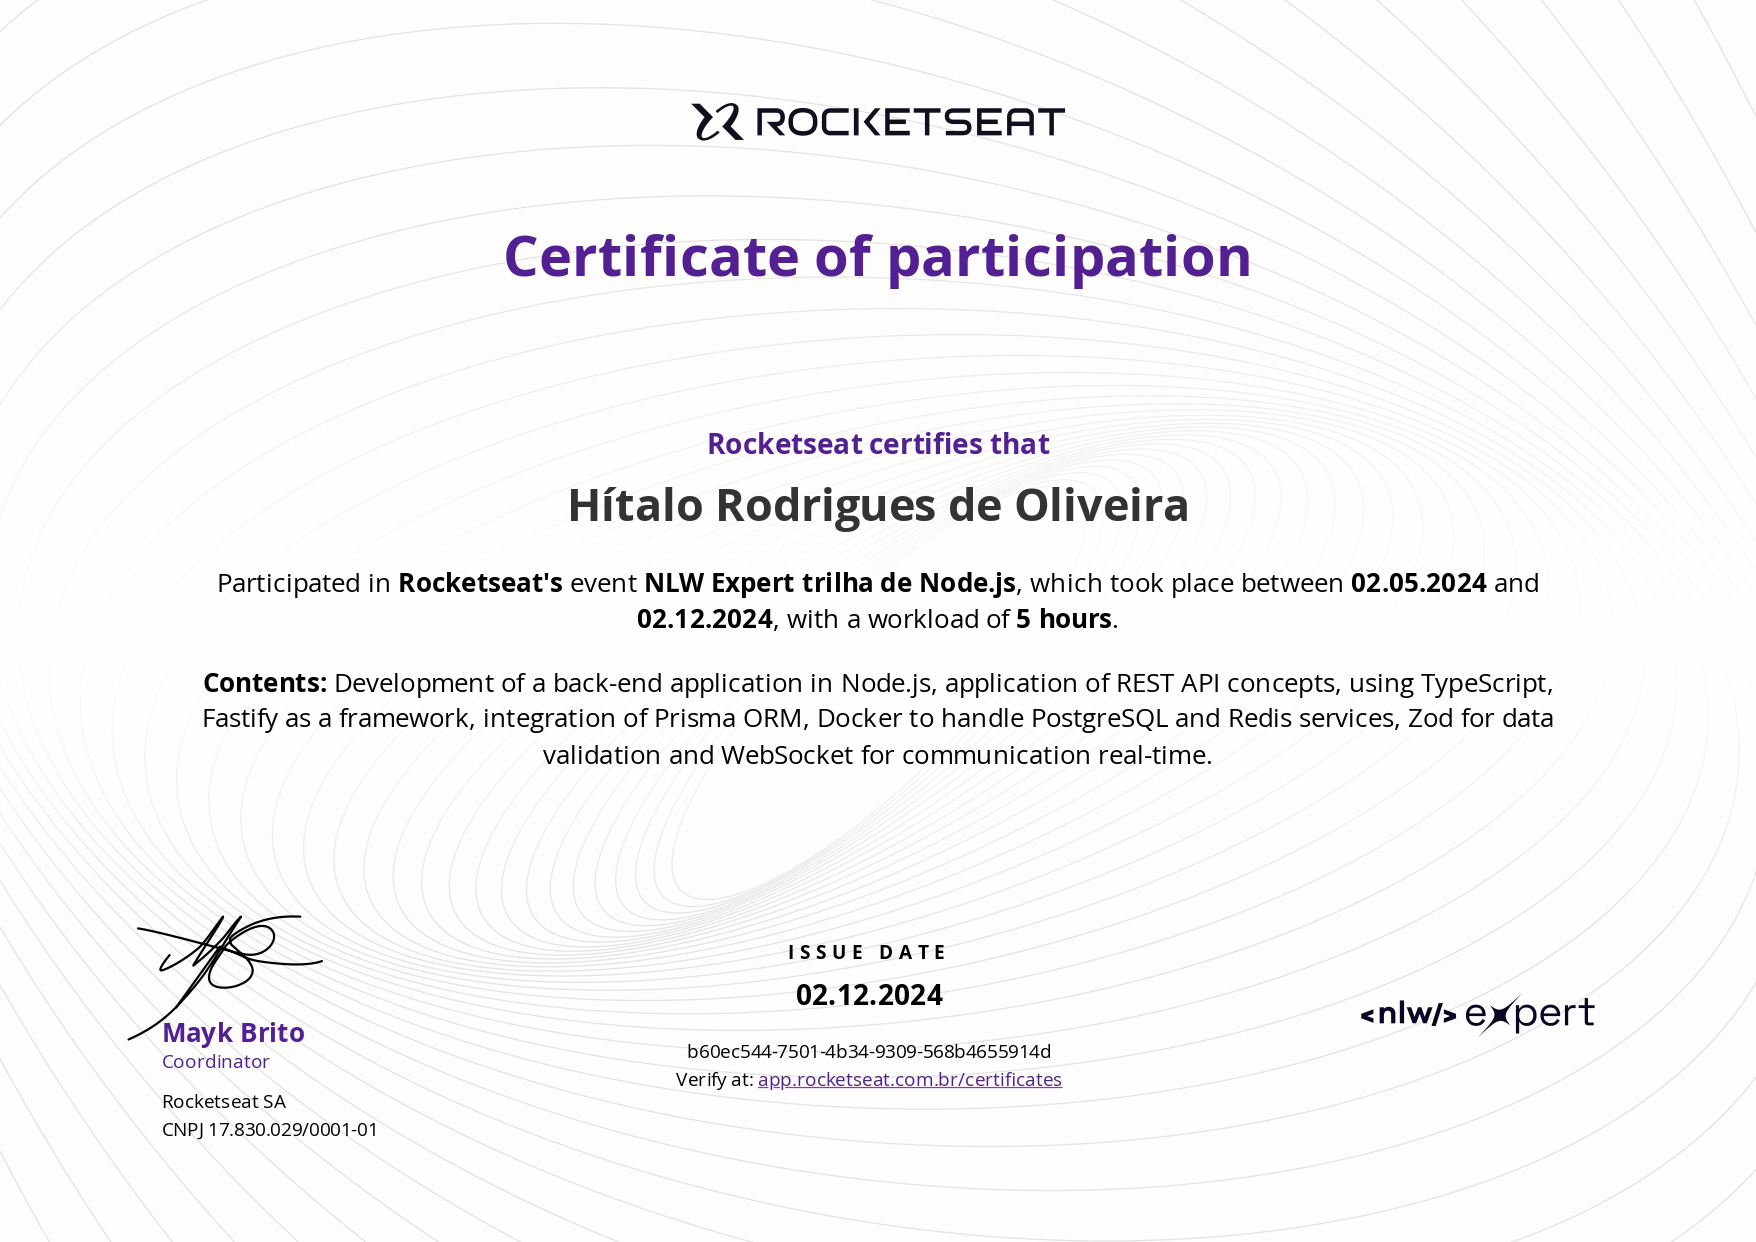 ROCKETSEAT
Certificate of participation
Rocketseat certifies that
Hítalo Rodrigues de Oliveira
Participated in Rocketseat's event NLW Expert trilha de Node.js, which took place between 02.05.2024 and
02.12.2024, with a workload of 5 hours.
Contents: Development of a back-end application in Node.js, application of REST API concepts, using TypeScript,
Fastify as a framework, integration of Prisma ORM, Docker to handle PostgreSQL and Redis services, Zod for data
validation and WebSocket for communication real-time.
Mayk Brito
Coordinator
Rocketseat SA
CNPJ 17.830.029/0001-01
ISSUE DATE
02.12.2024
b60ec544-7501-4b34-9309-568b4655914d
Verify at: app.rocketseat.com.br/certificates
<nlw/> expert